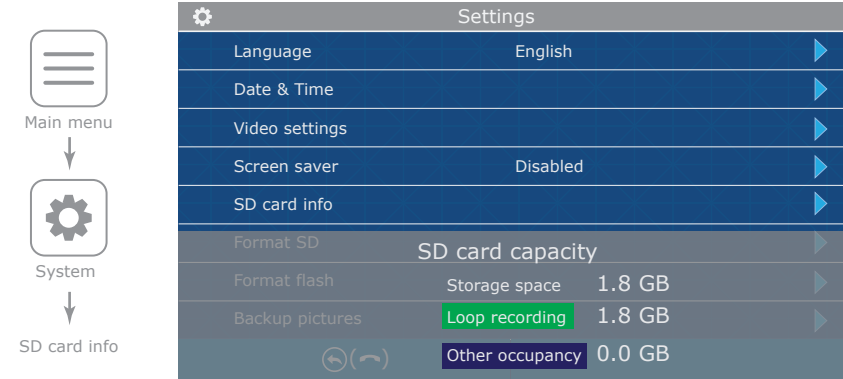 Main menu
System
SD card info
Settings
Language English
Date & Time
Video settings
Screen saver Disabled
SD card info
Format SD
Format flash
Backup pictures
SD card capacity
Storage space 1.8 GB
Loop recording 1.8 GB
Other occupancy 0.0 GB